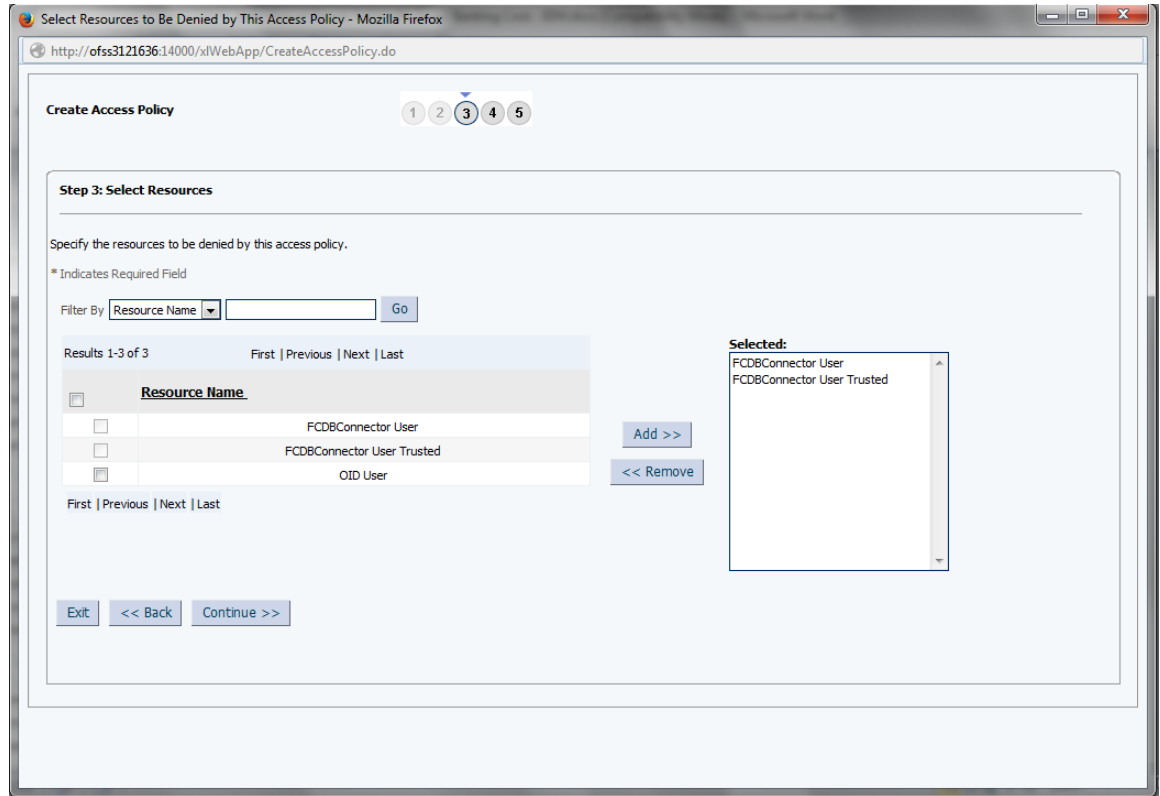 Select Resources to Be Denied by This Access Policy - Mozilla Firefox
http://ofss3121636:14000/xlWebApp/CreateAccessPolicy.do
Create Access Policy
1 2 3 4 5
Step 3: Select Resources
Specify the resources to be denied by this access policy.
* Indicates Required Field
Filter By Resource Name Go
Results 1-3 of 3 First | Previous | Next | Last
Resource Name
FCDBConnector User
FCDBConnector User Trusted
OID User
First | Previous | Next | Last
Add >>
<< Remove
Selected:
FCDBConnector User
FCDBConnector User Trusted
Exit << Back Continue >>